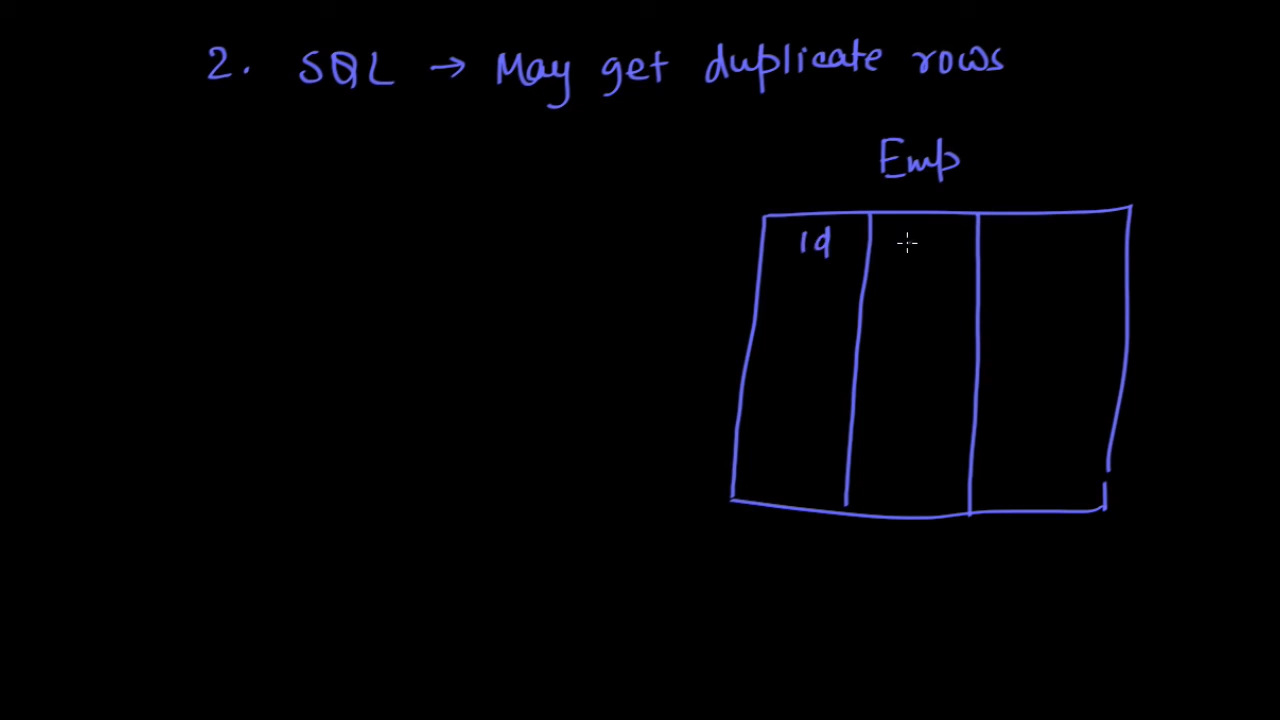 2. SQL → May get duplicate rows
Emp
Id